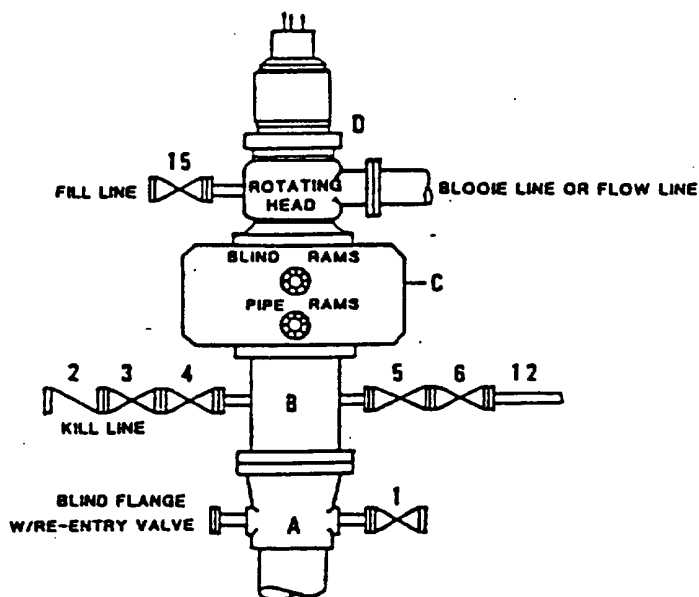 D
15
FILL LINE
ROTATING
HEAD
BLOOIE LINE OR FLOW LINE
BLIND RAMS
C
PIPE RAMS
2 3 4
5 6 12
B
KILL LINE
BLIND FLANGE
W/RE-ENTRY VALVE
1
A